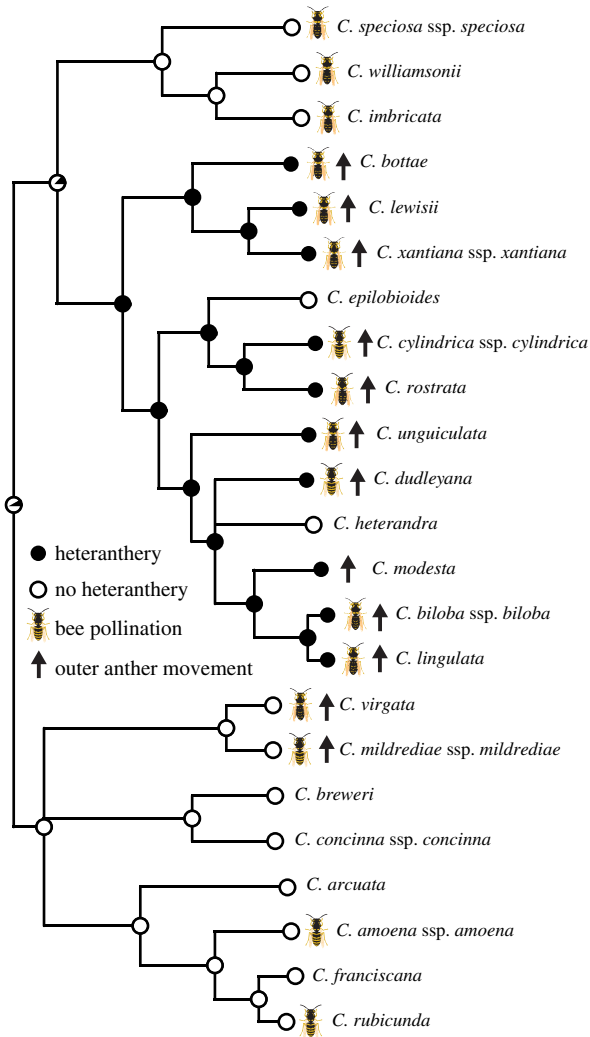 C. speciosa ssp. speciosa
C. williamsonii
C. imbricata
C. bottae
C. lewisii
C. xantiana ssp. xantiana
C. epilobioides
C. cylindrica ssp. cylindrica
C. rostrata
C. unguiculata
C. dudleyana
C. heterandra
heteranthery
C. modesta
no heteranthery
C. biloba ssp. biloba
bee pollination
C. lingulata
outer anther movement
C. virgata
C. mildrediae ssp. mildrediae
C. breweri
C. concinna ssp. concinna
C. arcuata
C. amoena ssp. amoena
C. franciscana
C. rubicunda